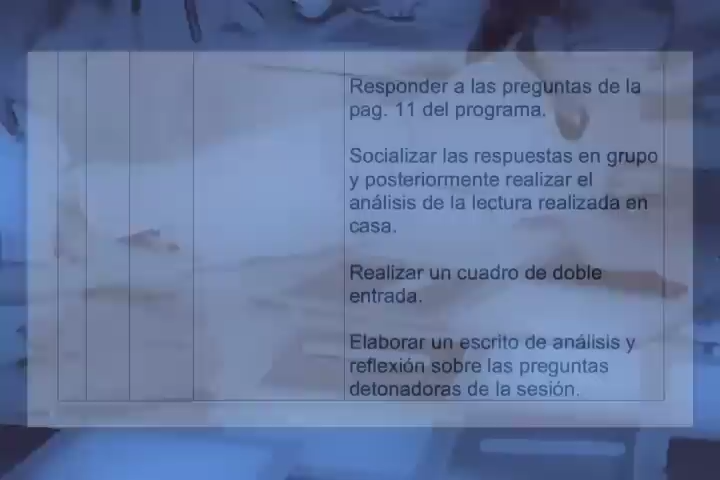 Responder a las preguntas de la
pag. 11 del programa.
Socializar las respuestas en grupo
y posteriormente realizar el
análisis de la lectura realizada en
casa.
Realizar un cuadro de doble
entrada.
Elaborar un escrito de análisis y
reflexión sobre las preguntas
detonadoras de la sesión.